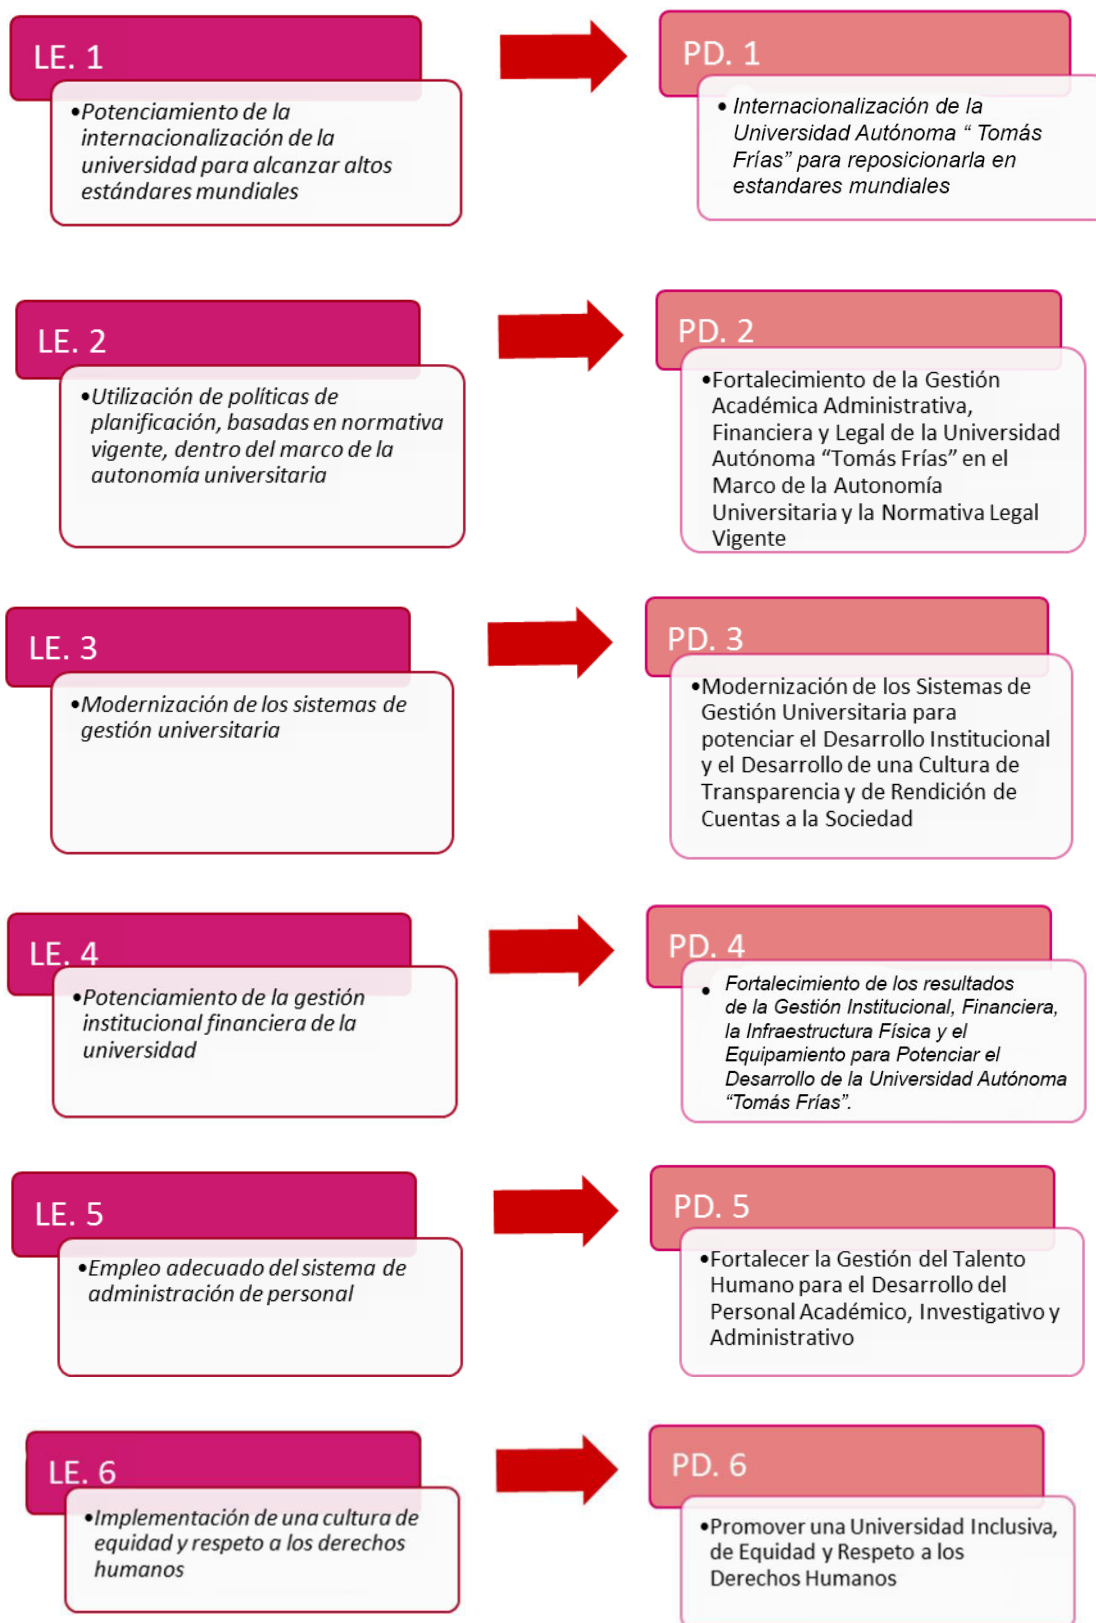 LE. 1
•Potenciamiento de la
internacionalización de la
universidad para alcanzar altos
estándares mundiales
PD. 1
• Internacionalización de la
Universidad Autónoma “ Tomás
Frías” para reposicionarla en
estandares mundiales
LE. 2
•Utilización de políticas de
planificación, basadas en normativa
vigente, dentro del marco de la
autonomía universitaria
PD. 2
•Fortalecimiento de la Gestión
Académica Administrativa,
Financiera y Legal de la Universidad
Autónoma “Tomás Frías” en el
Marco de la Autonomía
Universitaria y la Normativa Legal
Vigente
LE. 3
•Modernización de los sistemas de
gestión universitaria
PD. 3
•Modernización de los Sistemas de
Gestión Universitaria para
potenciar el Desarrollo Institucional
y el Desarrollo de una Cultura de
Transparencia y de Rendición de
Cuentas a la Sociedad
LE. 4
•Potenciamiento de la gestión
institucional financiera de la
universidad
PD. 4
• Fortalecimiento de los resultados
de la Gestión Institucional, Financiera,
la Infraestructura Física y el
Equipamiento para Potenciar el
Desarrollo de la Universidad Autónoma
“Tomás Frías”.
LE. 5
•Empleo adecuado del sistema de
administración de personal
PD. 5
•Fortalecer la Gestión del Talento
Humano para el Desarrollo del
Personal Académico, Investigativo y
Administrativo
LE. 6
•Implementación de una cultura de
equidad y respeto a los derechos
humanos
PD. 6
•Promover una Universidad Inclusiva,
de Equidad y Respeto a los
Derechos Humanos